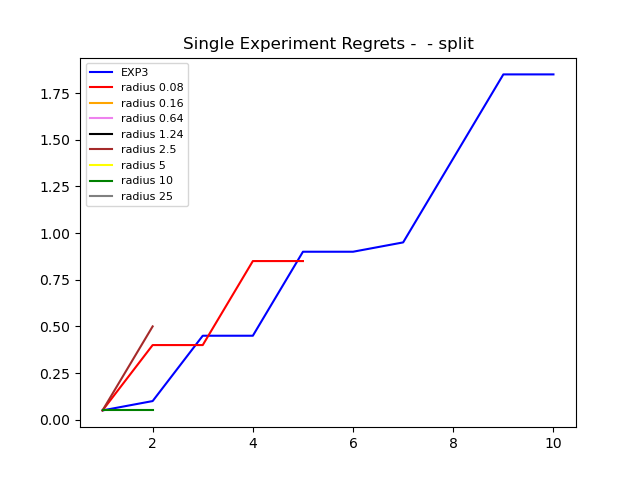 Single Experiment Regrets -  - split
EXP3
radius 0.08
radius 0.16
radius 0.64
radius 1.24
radius 2.5
radius 5
radius 10
radius 25
1.75
1.50
1.25
1.00
0.75
0.50
0.25
0.00
2 4 6 8 10